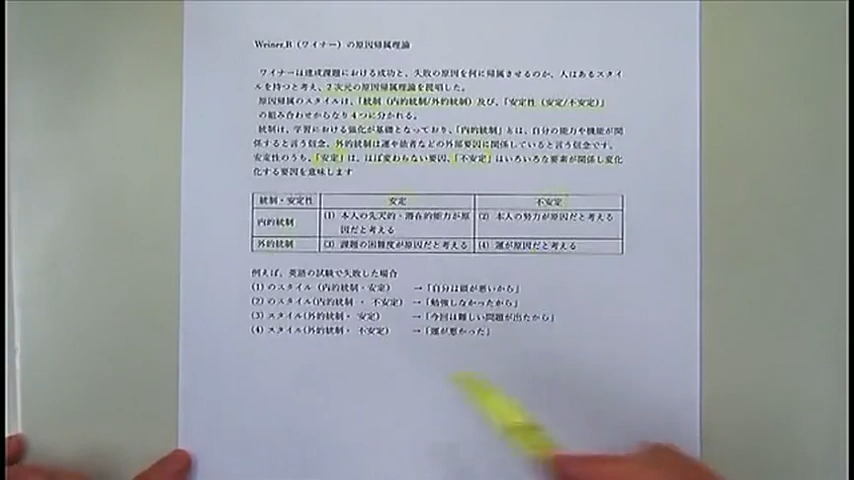 Weiner,B（ワイナー）の原因帰属理論
ワイナーは達成課題における成功と、失敗の原因を何に帰属させるのか、人はあるスタイ
ルを持つと考え、2次元の原因帰属理論を提唱した。
原因帰属のスタイルは、「統制（内的統制/外的統制）及び、「安定性（安定/不安定）」
の組み合わせからなり4つに分かれる。
統制は、学習における強化が基礎となっており、「内的統制」とは、自分の能力や機能が関
係すると言う信念、外的統制は運や他者などの外部要因に関係していると言う信念です。
安定性のうち、「安定」は、ほぼ変わらない要因、「不安定」はいろいろな要素が関係し変化
化する要因を意味します
統制・安定性 安定 不安定
内的統制 (1) 本人の先天的・潜在的能力が原因だと考える (2) 本人の努力が原因だと考える
外的統制 (3) 課題の困難度が原因だと考える (4) 運が原因だと考える
例えば、英語の試験で失敗した場合
(1) のスタイル（内的統制・安定） →「自分は頭が悪いから」
(2) のスタイル(内的統制 ・ 不安定) →「勉強しなかったから」
(3) スタイル(外的統制・ 安定) →「今回は難しい問題が出たから」
(4) スタイル(外的統制・ 不安定) →「運が悪かった」